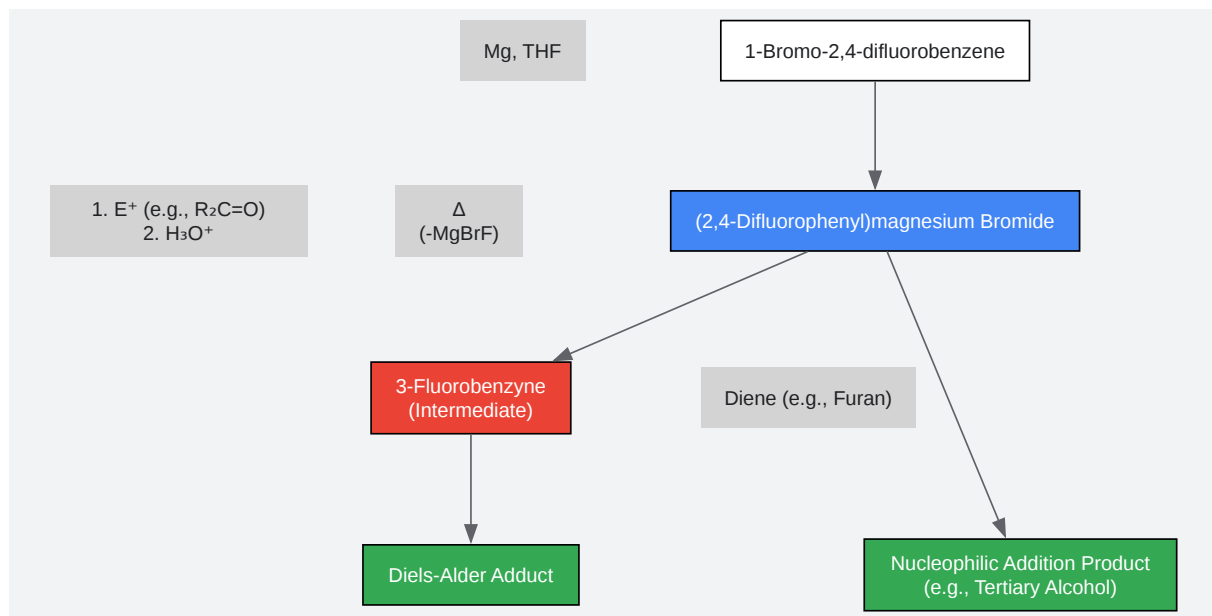 Mg, THF
1-Bromo-2,4-difluorobenzene
1. E⁺ (e.g., R₂C=O)
2. H₃O⁺
Δ
(-MgBrF)
(2,4-Difluorophenyl)magnesium Bromide
3-Fluorobenzyne
(Intermediate)
Diene (e.g., Furan)
Diels-Alder Adduct
Nucleophilic Addition Product
(e.g., Tertiary Alcohol)